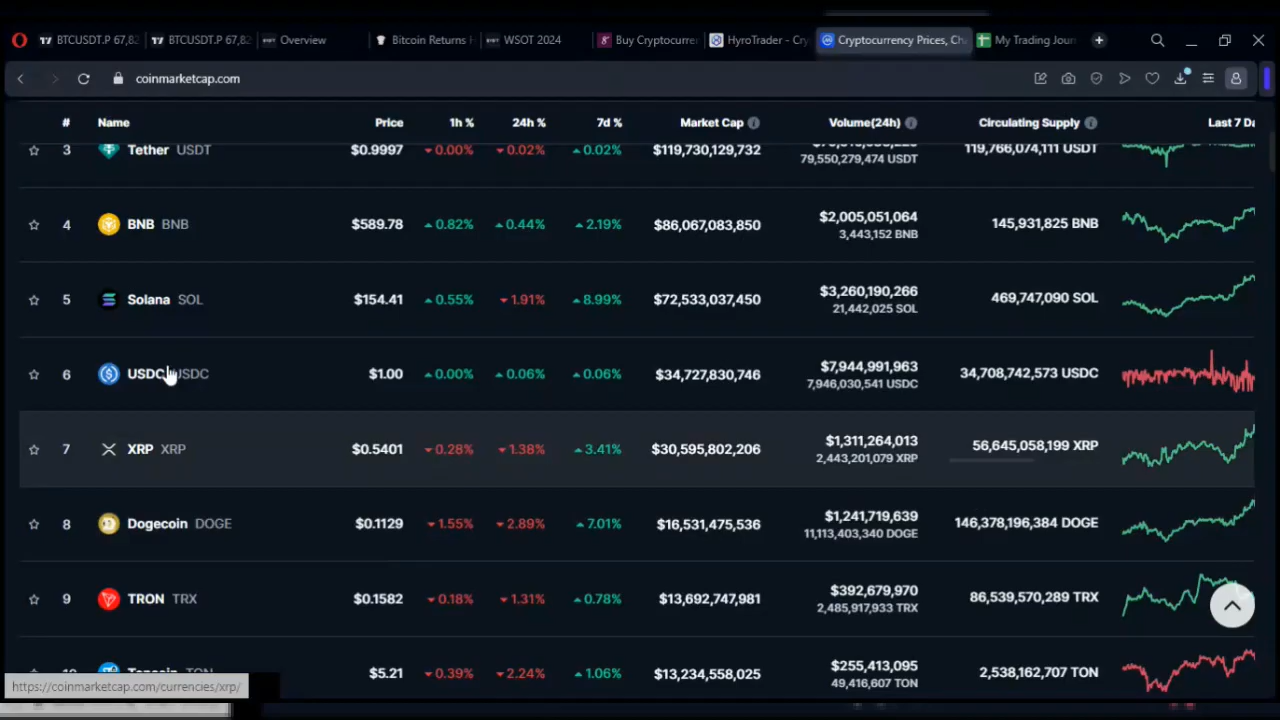 BTCUSDT.P 67,82 BTCUSDT.P 67,82 Overview Bitcoin Returns WSOT 2024 Buy Cryptocurre HyroTrader - Cry Cryptocurrency Prices, Cha My Trading Jour
coinmarketcap.com
# Name Price 1h % 24h % 7d % Market Cap Volume(24h) Circulating Supply Last 7 Da
3 Tether USDT $0.9997 0.00% 0.02% 0.02% $119,730,129,732 119,766,074,111 USDT
79,550,279,474 USDT
4 BNB BNB $589.78 0.82% 0.44% 2.19% $86,067,083,850 $2,005,051,064 145,931,825 BNB
3,443,152 BNB
5 Solana SOL $154.41 0.55% 1.91% 8.99% $72,533,037,450 $3,260,190,266 469,747,090 SOL
21,442,025 SOL
6 USDC USDC $1.00 0.00% 0.06% 0.06% $34,727,830,746 $7,944,991,963 34,708,742,573 USDC
7,946,030,541 USDC
7 XRP XRP $0.5401 0.28% 1.38% 3.41% $30,595,802,206 $1,311,264,013 56,645,058,199 XRP
2,443,201,079 XRP
8 Dogecoin DOGE $0.1129 1.55% 2.89% 7.01% $16,531,475,536 $1,241,719,639 146,378,196,384 DOGE
11,113,403,340 DOGE
9 TRON TRX $0.1582 0.18% 1.31% 0.78% $13,692,747,981 $392,679,970 86,539,570,289 TRX
2,485,917,933 TRX
10 Toncoin TON $5.21 0.39% 2.24% 1.06% $13,234,558,025 $255,413,095 2,538,162,707 TON
49,416,607 TON
https://coinmarketcap.com/currencies/xrp/